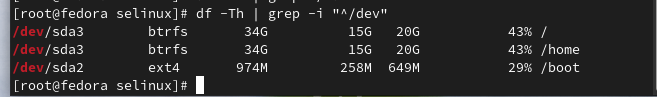 [root@fedora selinux]# df -Th | grep -i "^/dev"
/dev/sda3 btrfs 34G 15G 20G 43% /
/dev/sda3 btrfs 34G 15G 20G 43% /home
/dev/sda2 ext4 974M 258M 649M 29% /boot
[root@fedora selinux]#